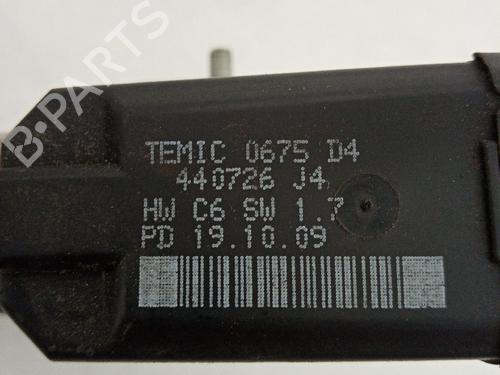 TEMIC 0675 D4
440726 J4
HW C6 SW 1.7
PD 19.10.09
B PARTS